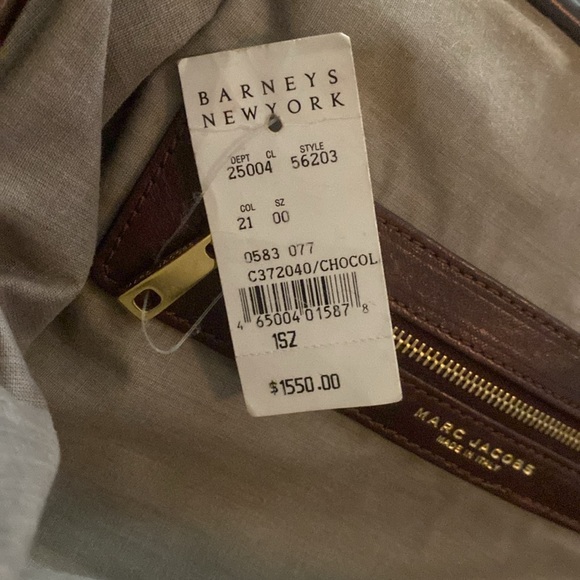 BARNEYS
NEWYORK
DEPT CL STYLE
25004 56203
COL SZ
21 00
0583 077
C372040/CHOCOL
4 65004 01587 8
1SZ
$1550.00
MARC JACOBS
MADE IN ITALY